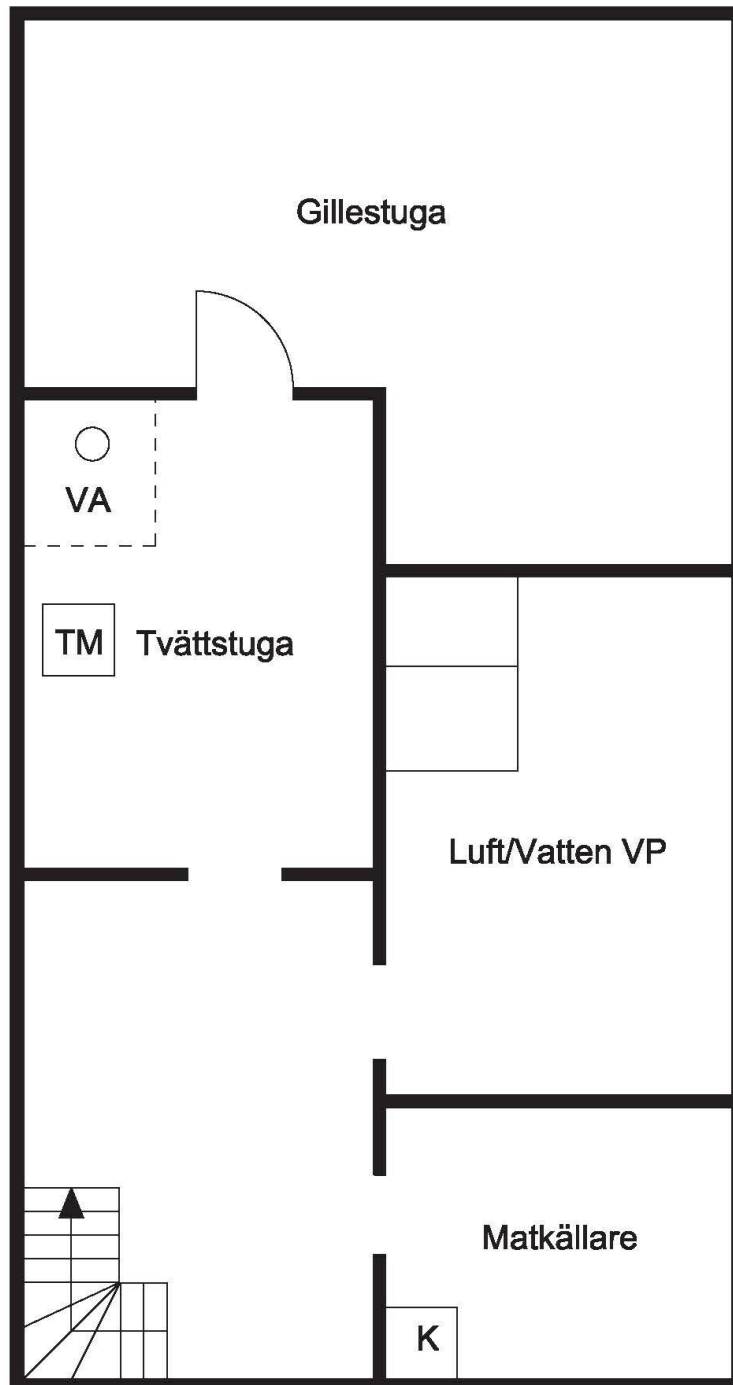 Gillestuga
VA
TM
Tvättstuga
Luft/Vatten VP
Matkällare
K